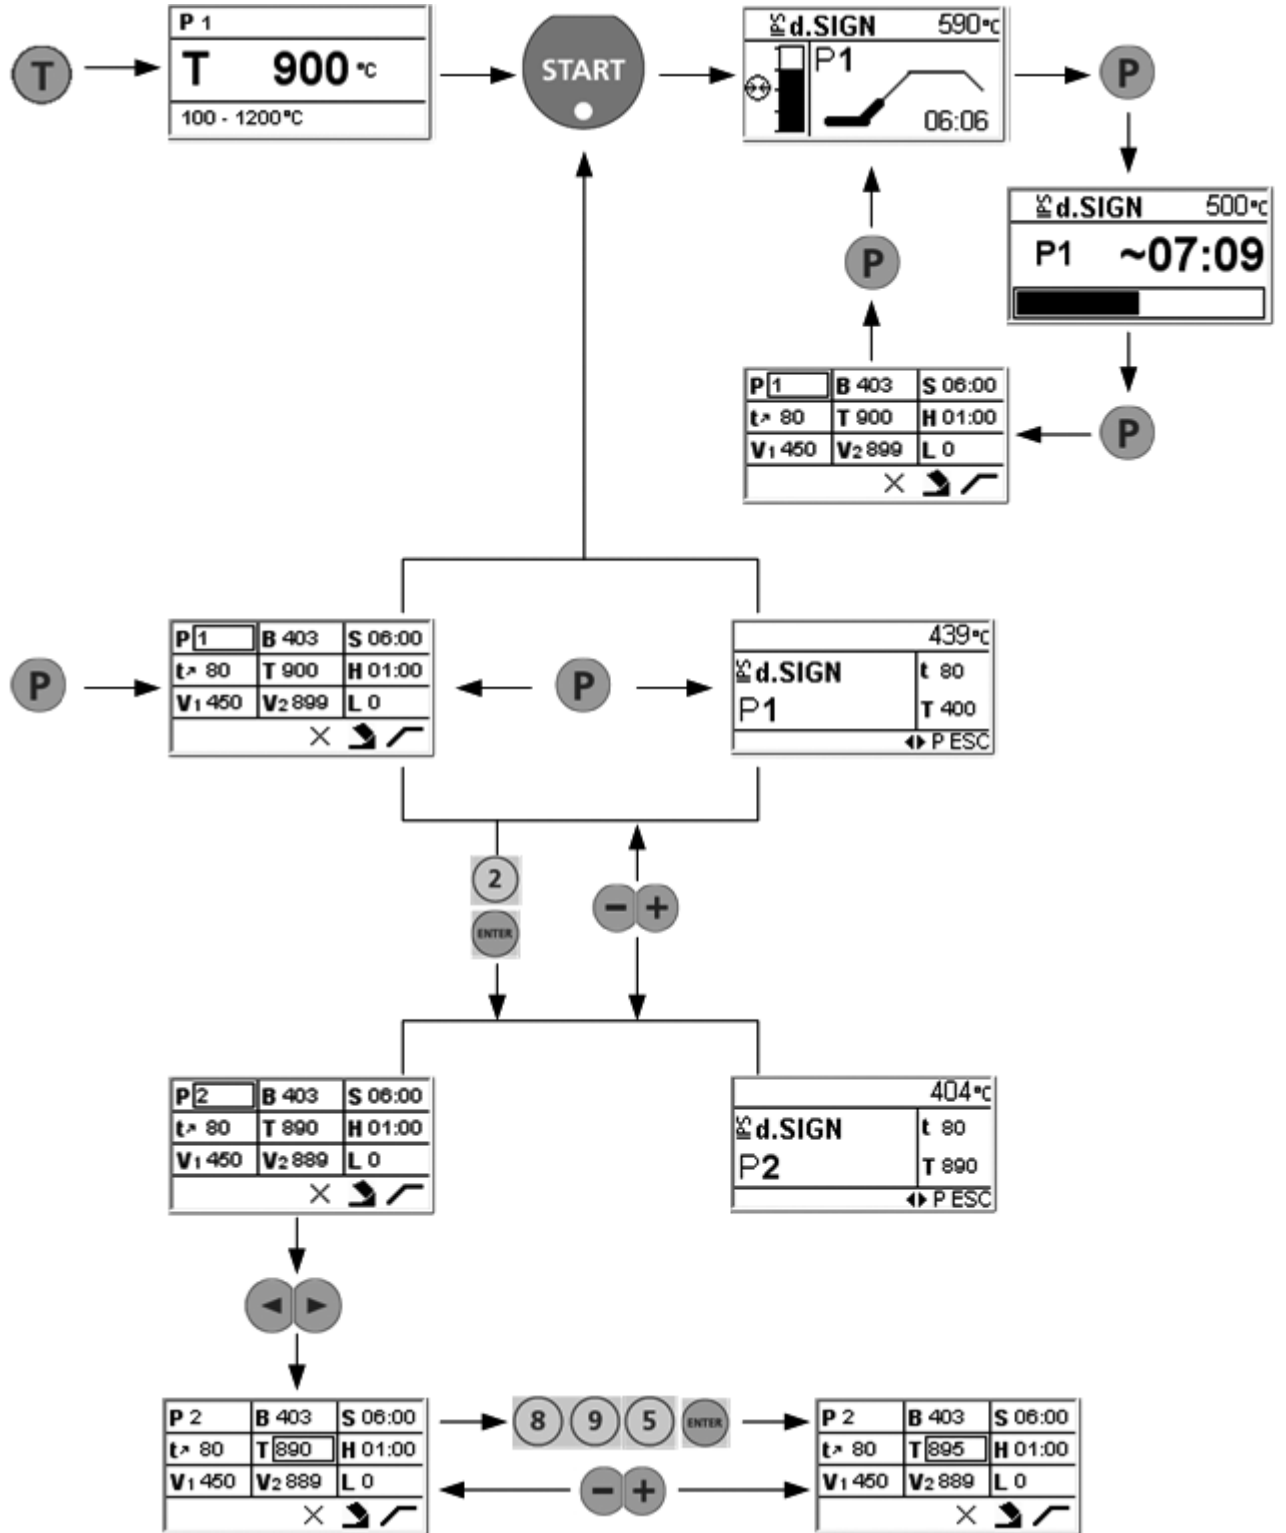 T
P 1
T 900 °C
100 - 1200°C
START
IPS d.SIGN 590°C
P1
06:06
P
IPS d.SIGN 500°C
P1 ~07:09
P
P
P 1 B 403 S 06:00
t↗ 80 T 900 H 01:00
V1 450 V2 899 L 0
P
P 1 B 403 S 06:00
t↗ 80 T 900 H 01:00
V1 450 V2 899 L 0
P
439°C
IPS d.SIGN t 80
P1 T 400
P ESC
2
ENTER
- +
P 2 B 403 S 06:00
t↗ 80 T 890 H 01:00
V1 450 V2 889 L 0
404°C
IPS d.SIGN t 80
P2 T 890
P ESC
P 2 B 403 S 06:00
t↗ 80 T 890 H 01:00
V1 450 V2 889 L 0
8 9 5 ENTER
- +
P 2 B 403 S 06:00
t↗ 80 T 895 H 01:00
V1 450 V2 889 L 0